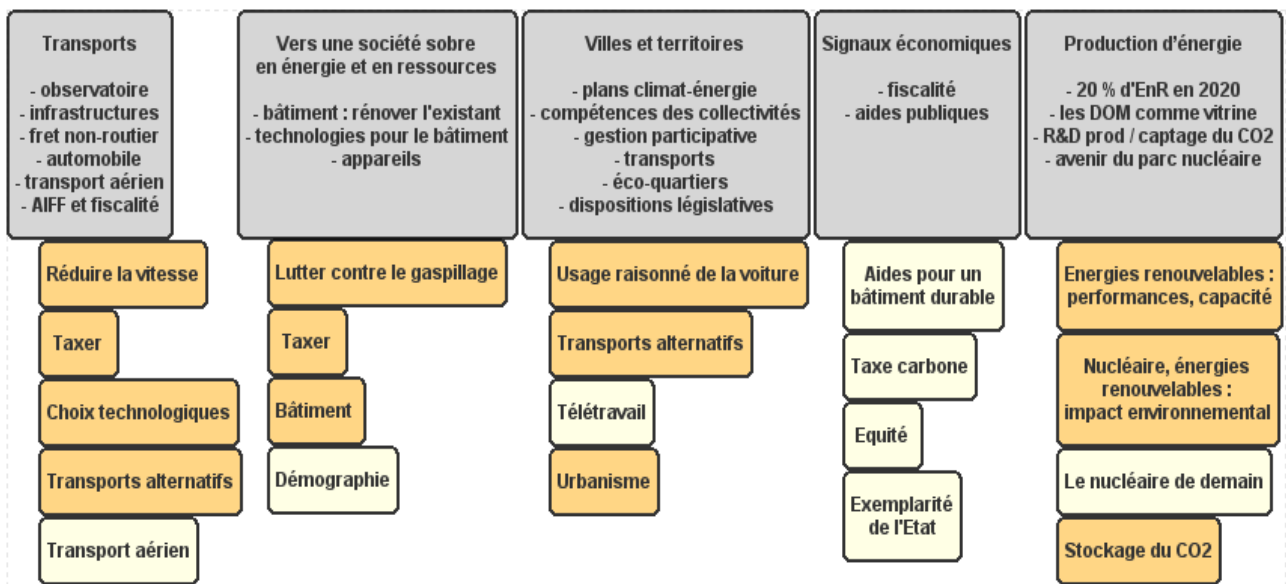 Transports
- observatoire
- infrastructures
- fret non-routier
- automobile
- transport aérien
- AIFF et fiscalité
Réduire la vitesse
Taxer
Choix technologiques
Transports alternatifs
Transport aérien
Vers une société sobre
en énergie et en ressources
- bâtiment : rénover l'existant
- technologies pour le bâtiment
- appareils
Lutter contre le gaspillage
Taxer
Bâtiment
Démographie
Villes et territoires
- plans climat-énergie
- compétences des collectivités
- gestion participative
- transports
- éco-quartiers
- dispositions législatives
Usage raisonné de la voiture
Transports alternatifs
Télétravail
Urbanisme
Signaux économiques
- fiscalité
- aides publiques
Aides pour un
bâtiment durable
Taxe carbone
Equité
Exemplarité
de l'Etat
Production d'énergie
- 20 % d'EnR en 2020
- les DOM comme vitrine
- R&D prod / captage du CO2
- avenir du parc nucléaire
Energies renouvelables :
performances, capacité
Nucléaire, énergies
renouvelables :
impact environnemental
Le nucléaire de demain
Stockage du CO2